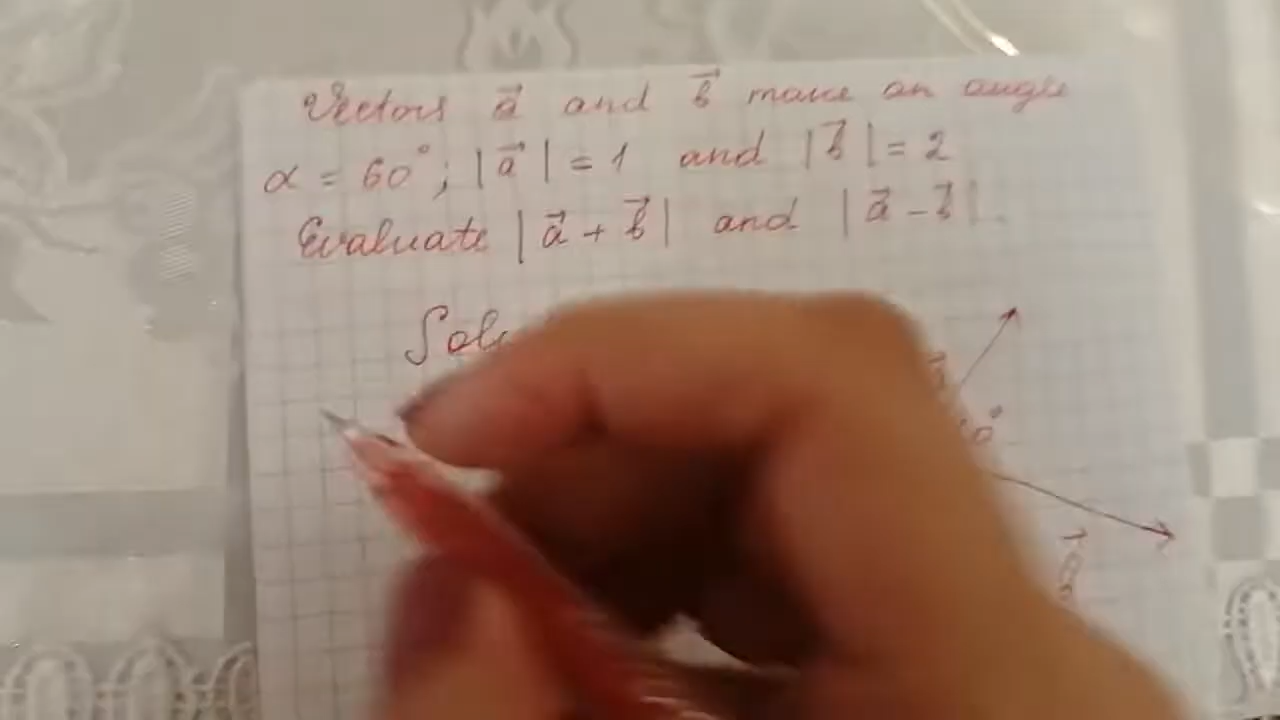 Vectors a⃗ and b⃗ make an angle
α = 60°; |a⃗| = 1 and |b⃗| = 2
Evaluate |a⃗ + b⃗| and |a⃗ - b⃗|.